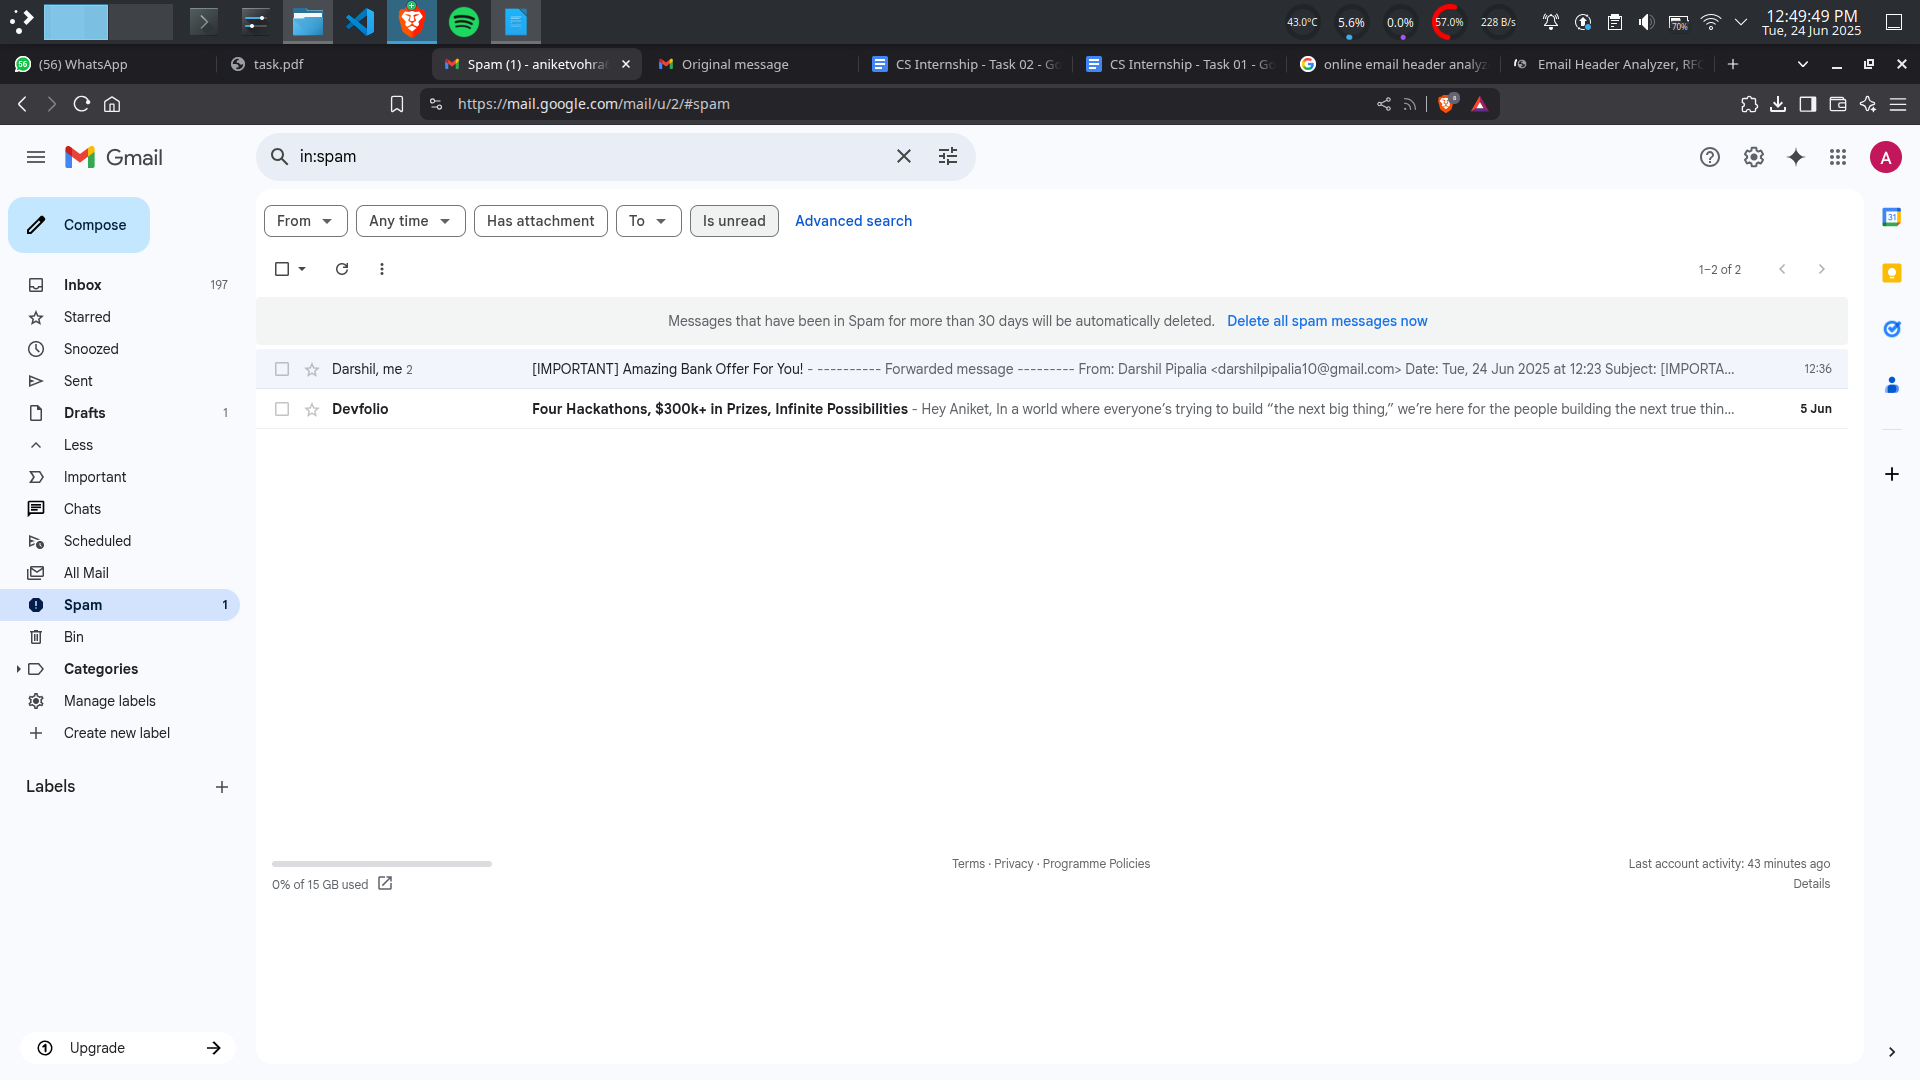 43.0°C
5.6%
0.0%
57.0%
228 B/s
70%
12:49:49 PM
Tue, 24 Jun 2025
(56) WhatsApp
task.pdf
Spam (1) - aniketvohra
Original message
CS Internship - Task 02 - Go
CS Internship - Task 01 - Go
online email header analyz
Email Header Analyzer, RFC
https://mail.google.com/mail/u/2/#spam
Gmail
in:spam
A
Compose
From
Any time
Has attachment
To
Is unread
Advanced search
1–2 of 2
Messages that have been in Spam for more than 30 days will be automatically deleted. Delete all spam messages now
Darshil, me 2 [IMPORTANT] Amazing Bank Offer For You! - ---------- Forwarded message --------- From: Darshil Pipalia <darshilpipalia10@gmail.com> Date: Tue, 24 Jun 2025 at 12:23 Subject: [IMPORTA… 12:36
Devfolio Four Hackathons, $300k+ in Prizes, Infinite Possibilities - Hey Aniket, In a world where everyone’s trying to build “the next big thing,” we’re here for the people building the next true thin… 5 Jun
Inbox 197
Starred
Snoozed
Sent
Drafts 1
Less
Important
Chats
Scheduled
All Mail
Spam 1
Bin
Categories
Manage labels
Create new label
Labels
0% of 15 GB used
Terms · Privacy · Programme Policies
Last account activity: 43 minutes ago
Details
Upgrade
31